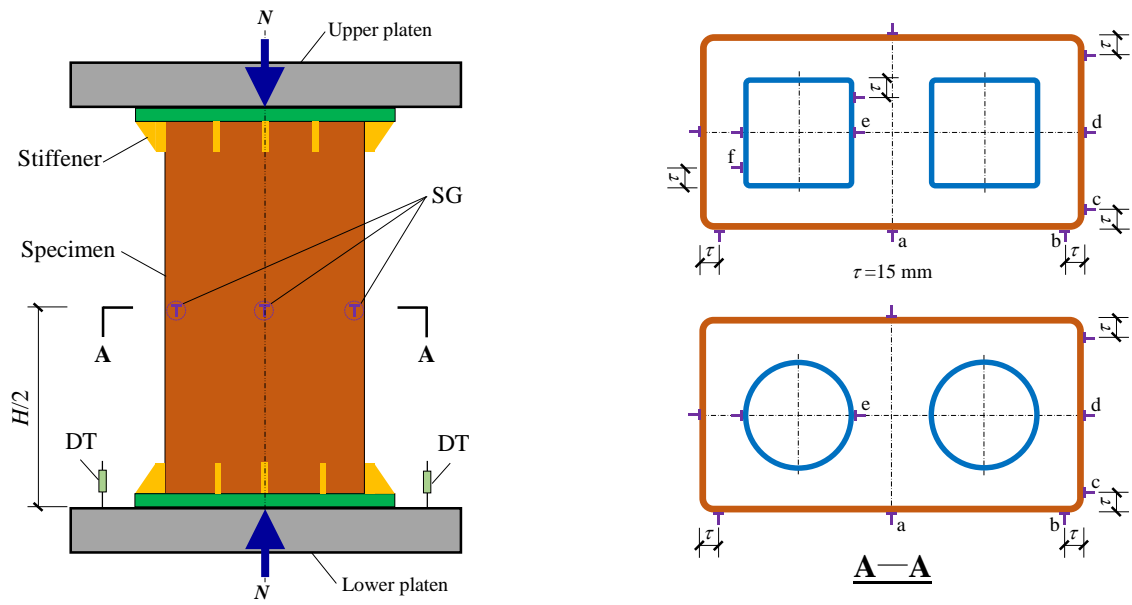 N
Upper platen
Stiffener
SG
Specimen
A
A
H/2
DT
DT
Lower platen
N
τ
τ
e
d
f
τ
c
τ
a
b
τ
τ
τ =15 mm
τ
e
d
c
τ
a
b
τ
τ
A—A